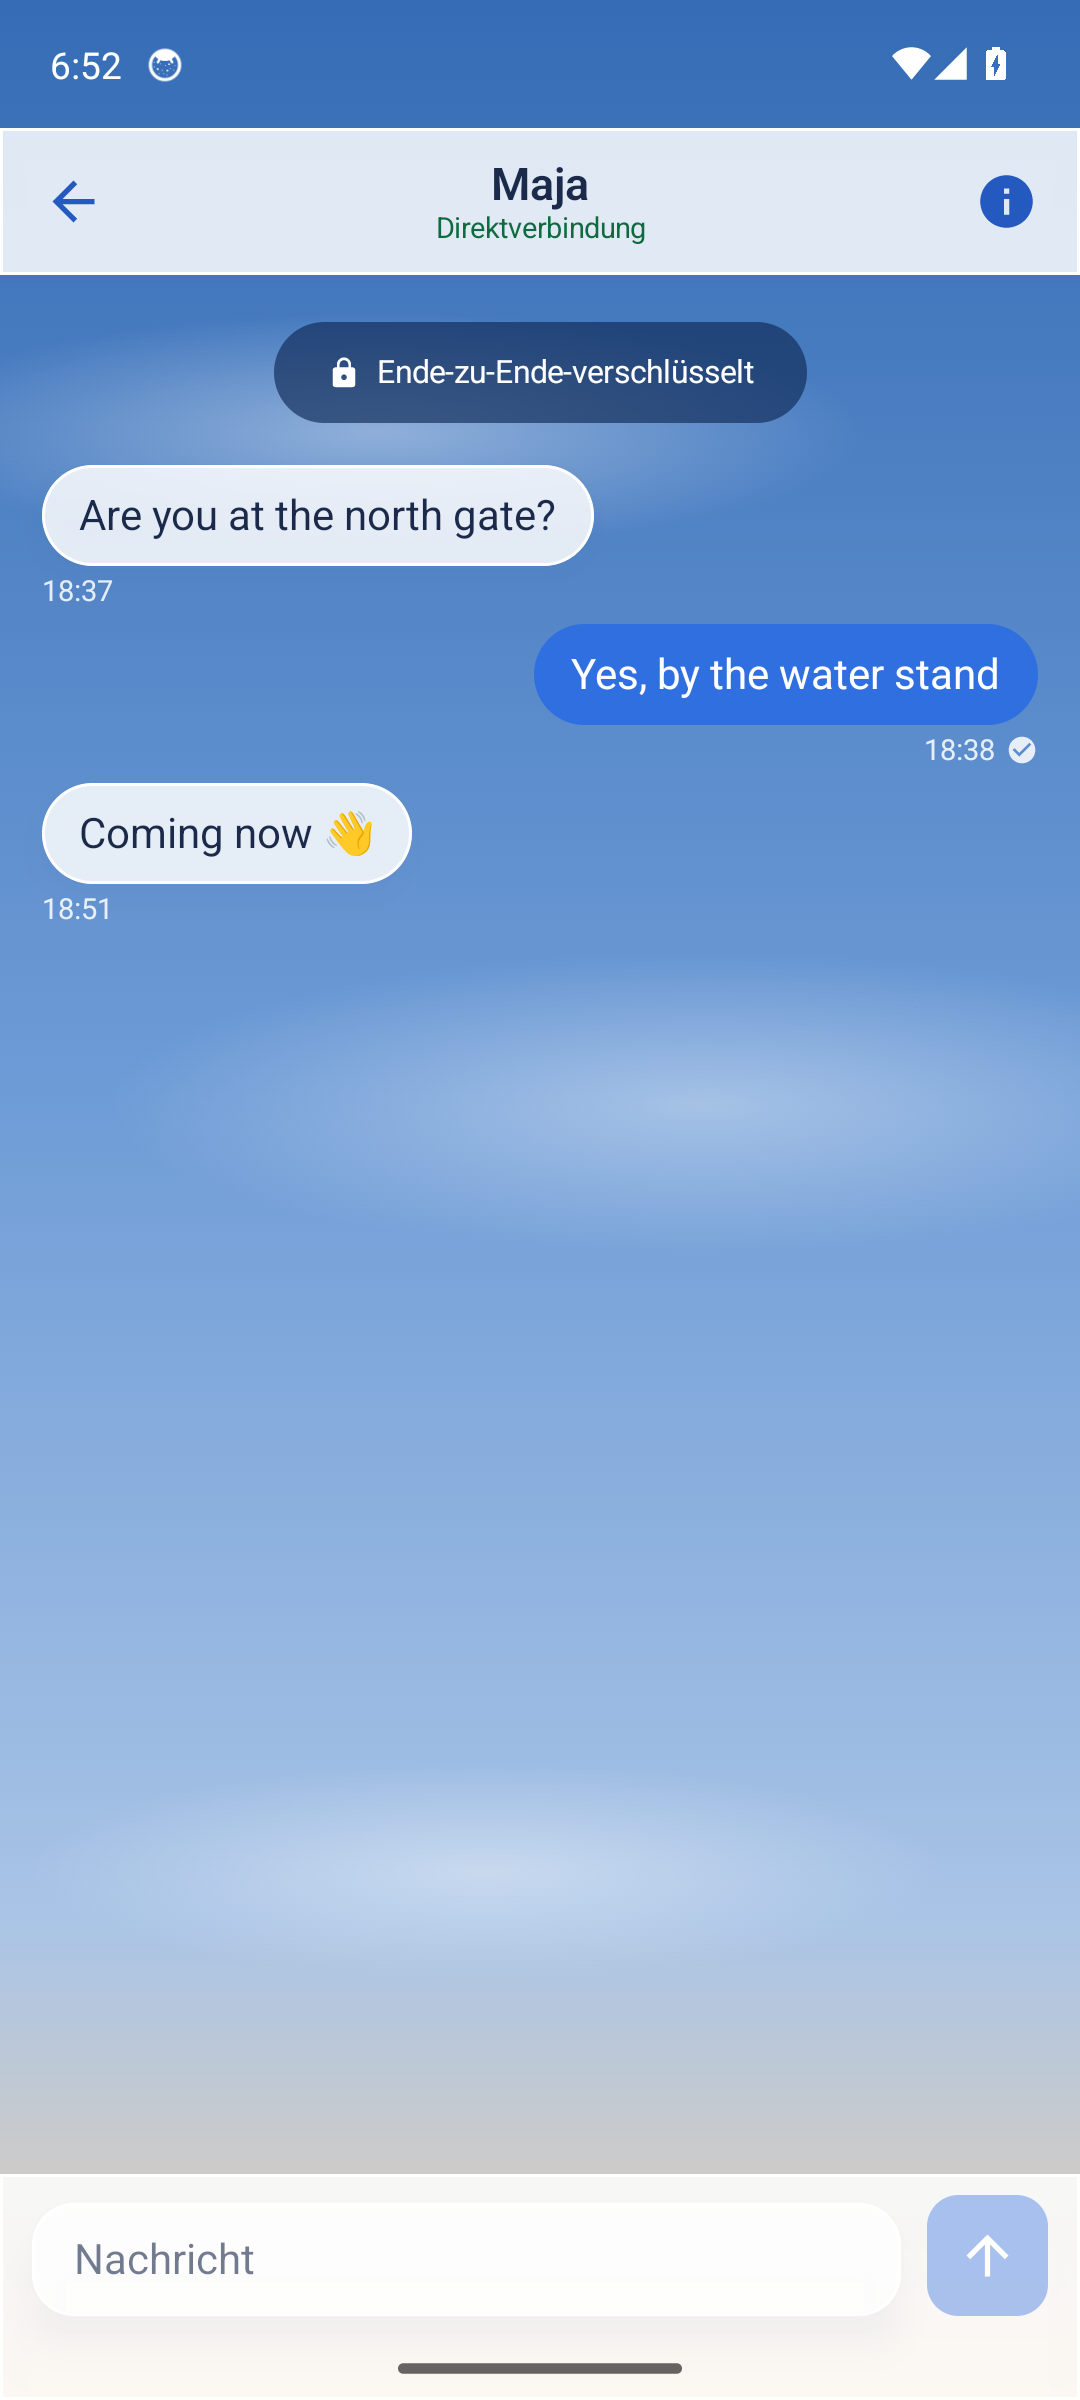 6:52
Maja
Direktverbindung
Ende-zu-Ende-verschlüsselt
Are you at the north gate?
18:37
Yes, by the water stand
18:38
Coming now 👋
18:51
Nachricht